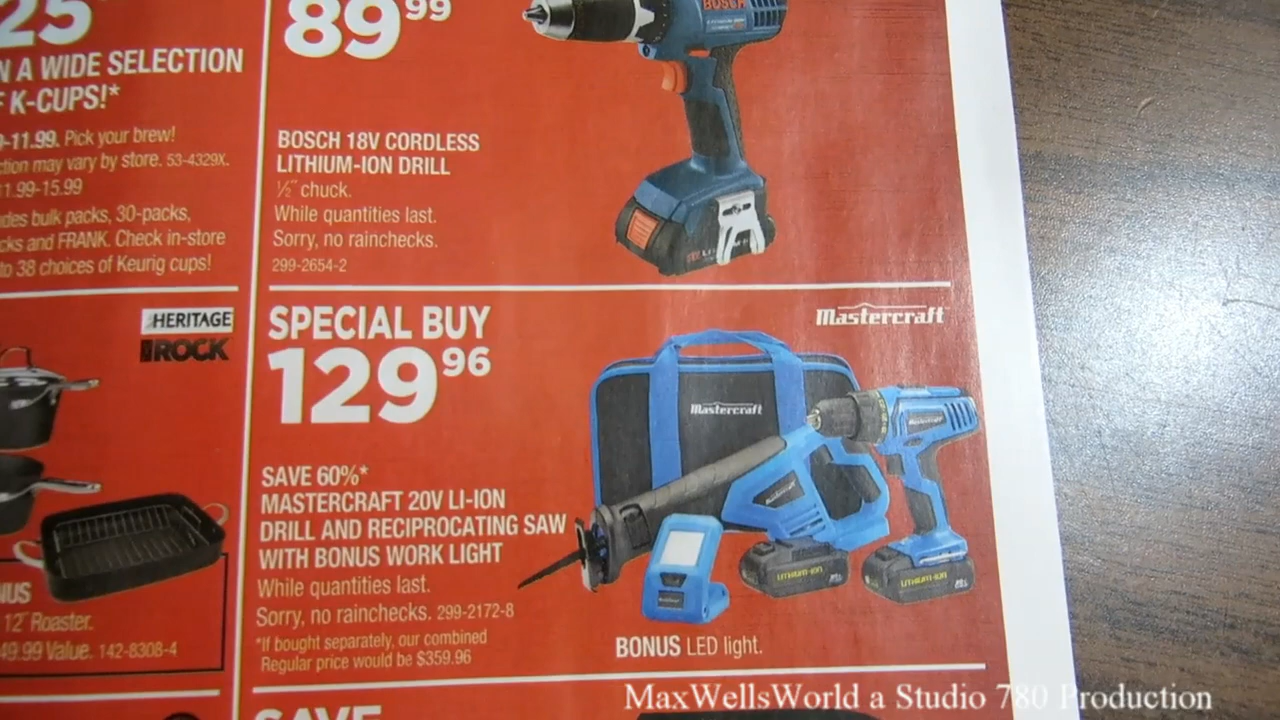 25
N A WIDE SELECTION
F K-CUPS!*
-11.99. Pick your brew!
ction may vary by store. 53-4329X.
11.99-15.99
des bulk packs, 30-packs,
cks and FRANK. Check in-store
to 38 choices of Keurig cups!
HERITAGE
ROCK
NUS
12" Roaster.
49.99 Value. 142-8308-4
89 99
BOSCH
BOSCH 18V CORDLESS
LITHIUM-ION DRILL
½" chuck.
While quantities last.
Sorry, no rainchecks.
299-2654-2
SPECIAL BUY
129 96
Mastercraft
SAVE 60%*
MASTERCRAFT 20V LI-ION
DRILL AND RECIPROCATING SAW
WITH BONUS WORK LIGHT
While quantities last.
Sorry, no rainchecks. 299-2172-8
*If bought separately, our combined
Regular price would be $359.96
Mastercraft
Mastercraft
LITHIUM-ION
LITHIUM-ION
BONUS LED light.
SAVE
MaxWellsWorld a Studio 780 Production